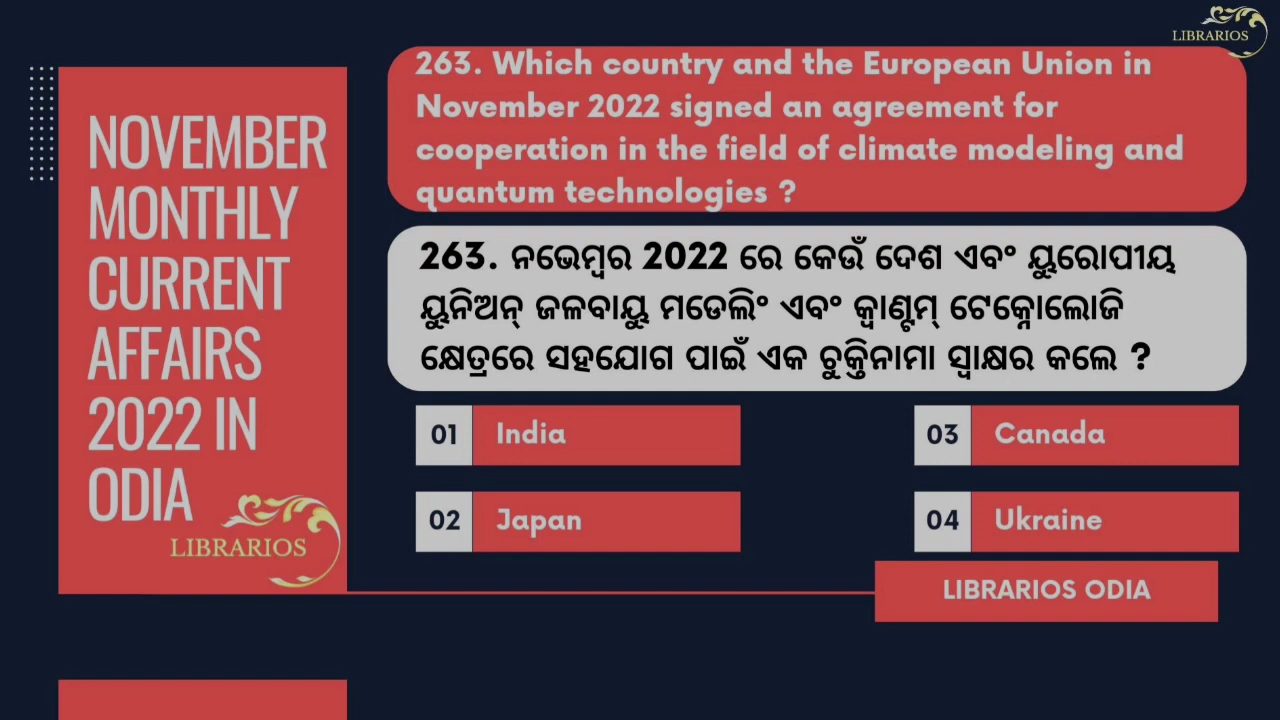 LIBRARIOS
NOVEMBER
MONTHLY
CURRENT
AFFAIRS
2022 IN
ODIA
LIBRARIOS
263. Which country and the European Union in
November 2022 signed an agreement for
cooperation in the field of climate modeling and
quantum technologies ?
263. ନଭେମ୍ବର 2022 ରେ କେଉଁ ଦେଶ ଏବଂ ୟୁରୋପୀୟ
ୟୁନିଅନ୍ ଜଳବାୟୁ ମଡେଲିଂ ଏବଂ କ୍ୱାଣ୍ଟମ୍ ଟେକ୍ନୋଲୋଜି
କ୍ଷେତ୍ରରେ ସହଯୋଗ ପାଇଁ ଏକ ଚୁକ୍ତିନାମା ସ୍ୱାକ୍ଷର କଲେ ?
01 India
03 Canada
02 Japan
04 Ukraine
LIBRARIOS ODIA